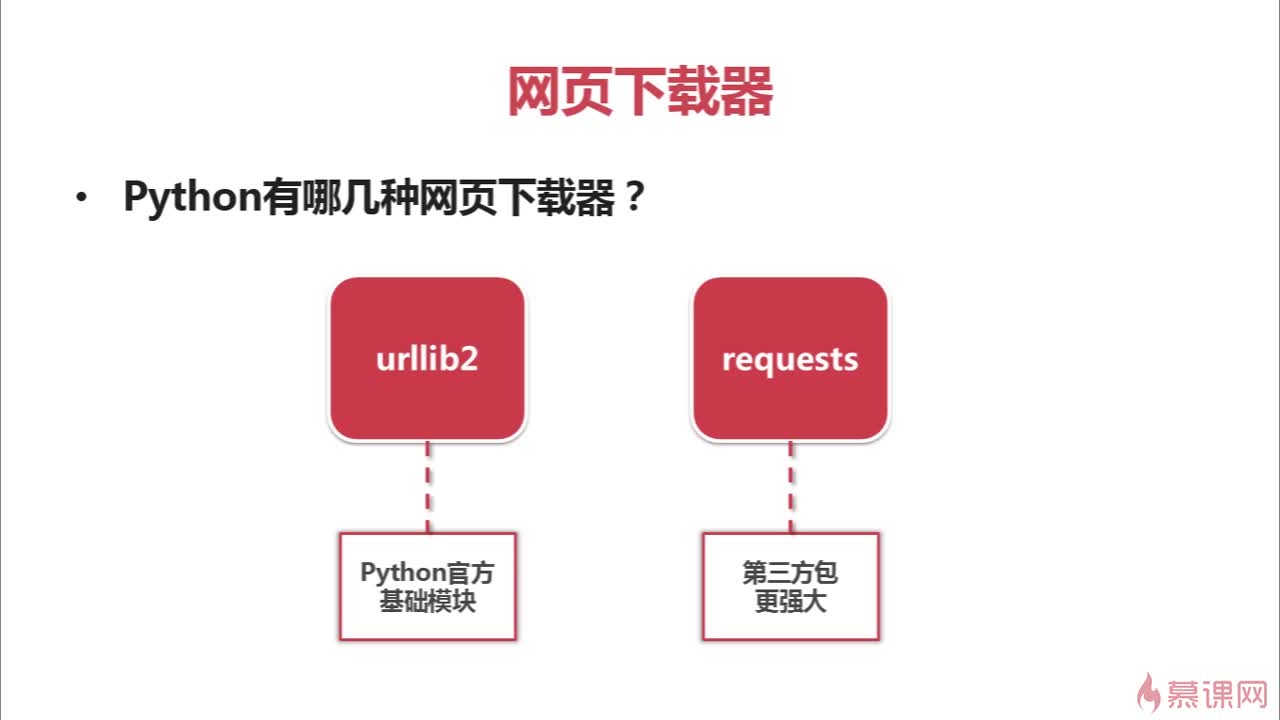 网页下载器
• Python有哪几种网页下载器？
urllib2
requests
Python官方
基础模块
第三方包
更强大
慕课网